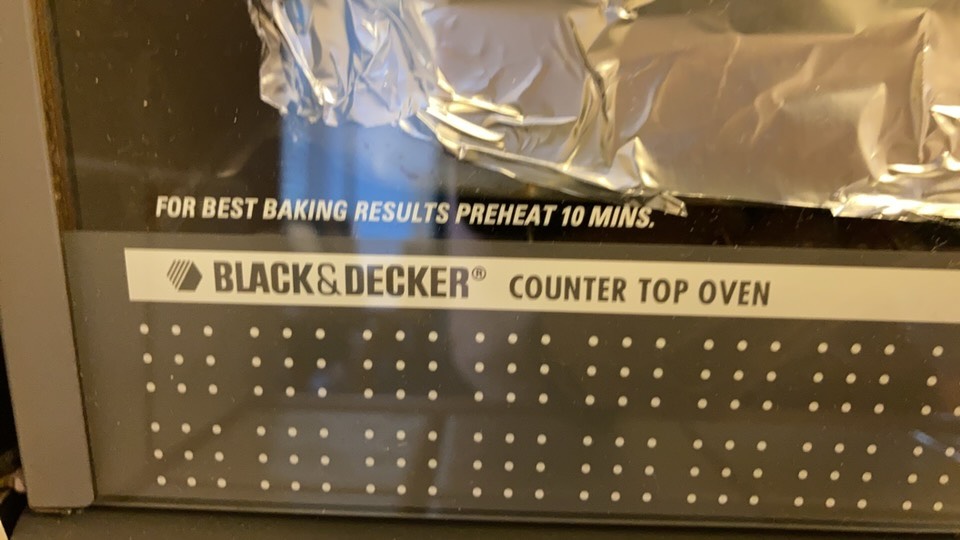 FOR BEST BAKING RESULTS PREHEAT 10 MINS.
BLACK&DECKER® COUNTER TOP OVEN